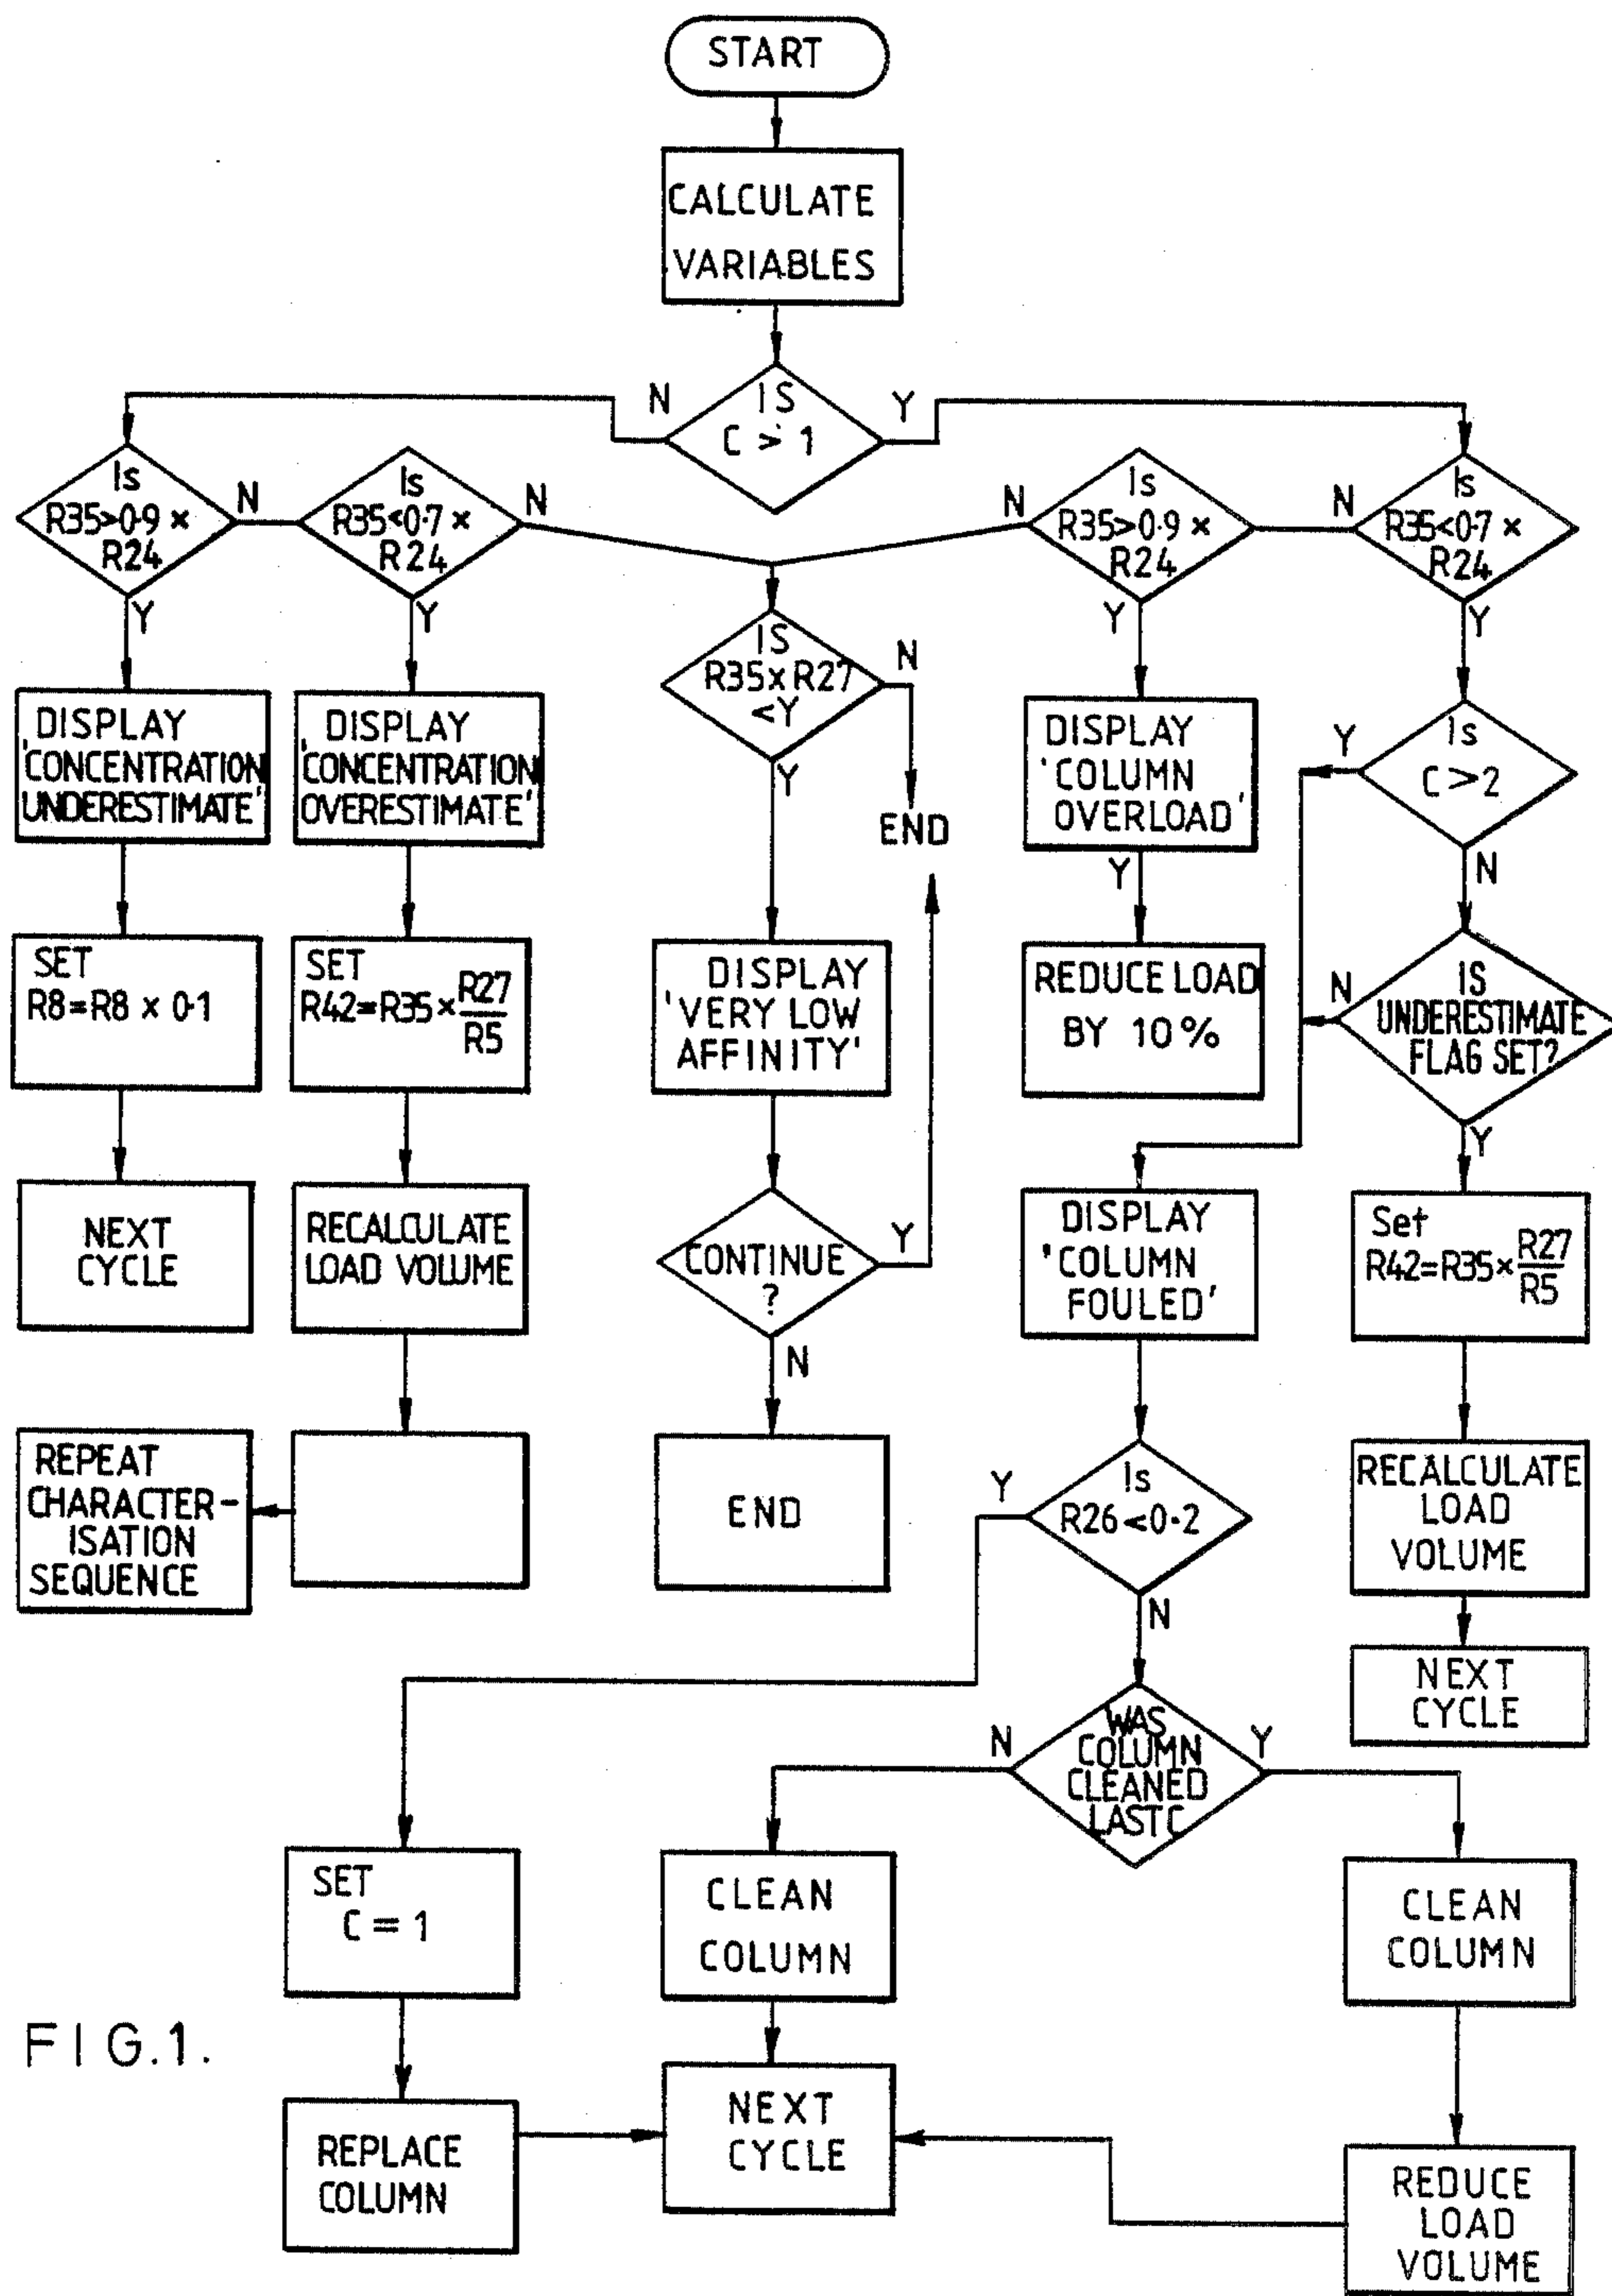 START
CALCULATE
VARIABLES
IS
C > 1
N
Y
Is
R35>0·9 ×
R24
N
Y
Is
R35<0·7 ×
R24
N
Y
Is
R35>0·9 ×
R24
N
Y
Is
R35<0·7 ×
R24
N
Y
IS
R35× R27
<Y
N
Y
END
DISPLAY
'CONCENTRATION
UNDERESTIMATE'
SET
R8=R8 × 0·1
NEXT
CYCLE
DISPLAY
'CONCENTRATION
OVERESTIMATE'
SET
R42=R35×R27
R5
RECALCULATE
LOAD VOLUME
REPEAT
CHARACTER-
ISATION
SEQUENCE
DISPLAY
'VERY LOW
AFFINITY'
CONTINUE
?
Y
N
END
DISPLAY
'COLUMN
OVERLOAD'
Y
REDUCE LOAD
BY 10%
Is
C >2
Y
N
IS
UNDERESTIMATE
FLAG SET?
N
Y
Set
R42=R35×R27
R5
RECALCULATE
LOAD
VOLUME
NEXT
CYCLE
DISPLAY
'COLUMN
FOULED'
Is
R26<0·2
Y
N
WAS
COLUMN
CLEANED
LAST C
N
Y
SET
C = 1
REPLACE
COLUMN
CLEAN
COLUMN
NEXT
CYCLE
CLEAN
COLUMN
REDUCE
LOAD
VOLUME
FIG.1.